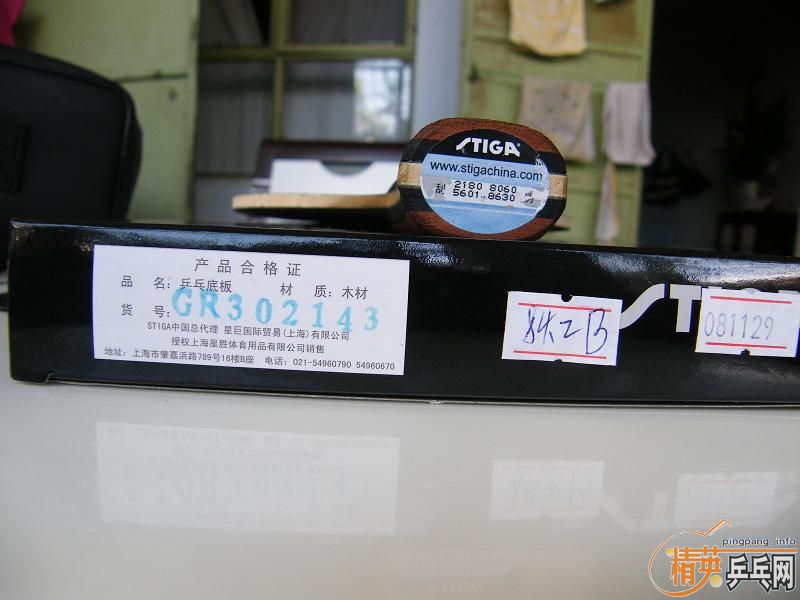 STIGA
www.stigachina.com
刮 2180 8060 剪
5601 8630
产品合格证
品 名: 乒乓底板 材 质: 木材
货 号: GR302143
STIGA中国总代理 星巨国际贸易(上海)有限公司
授权上海星胜体育用品有限公司销售
地址: 上海市肇嘉浜路789号16楼B座 电话: 021-54960790 54960670
STI
081129
pingpang.info
精英乒乓网